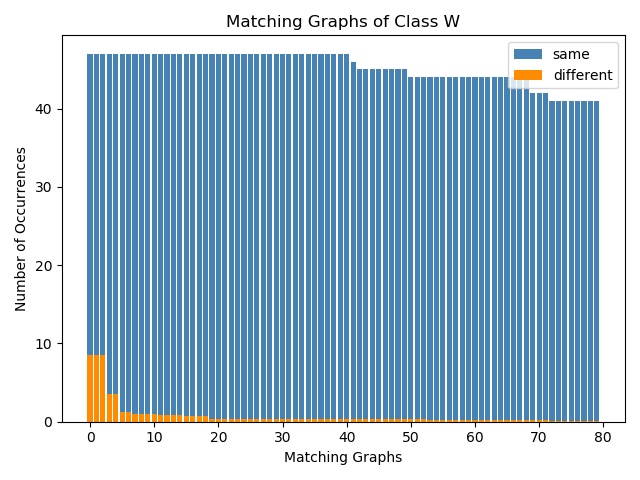 Matching Graphs of Class W
same
different
Number of Occurrences
40
30
20
10
0
0 10 20 30 40 50 60 70 80
Matching Graphs